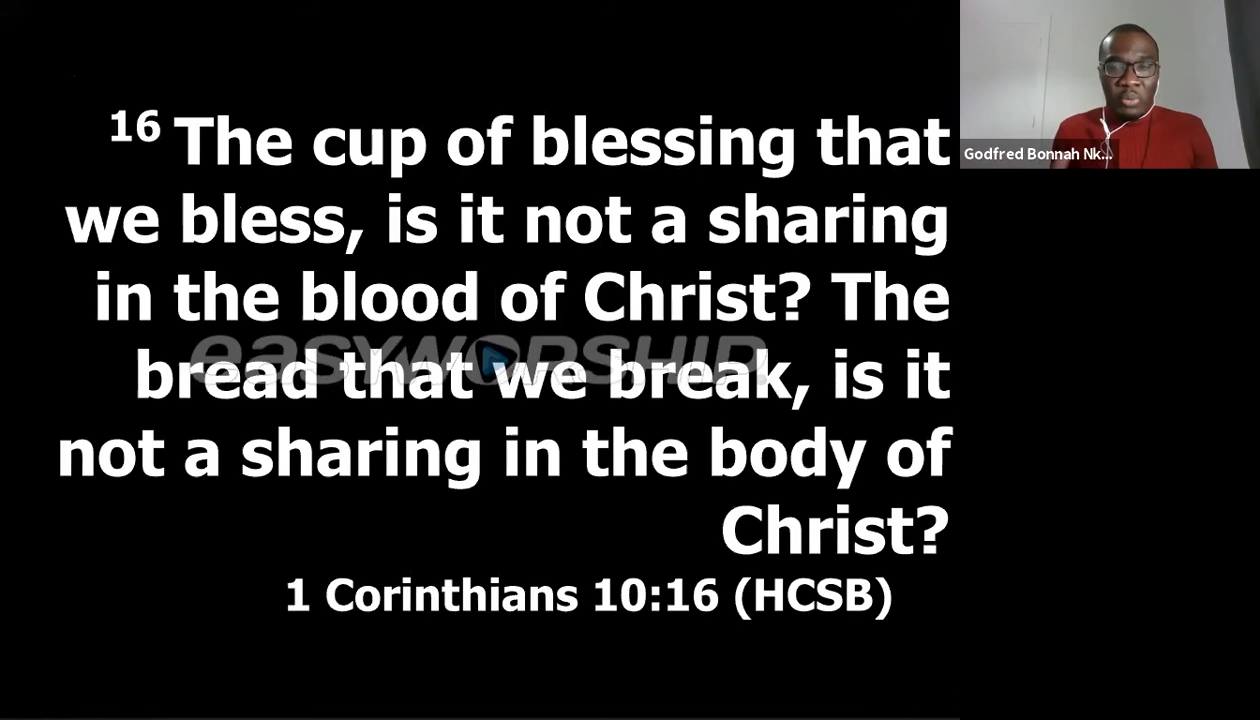 16 The cup of blessing that
we bless, is it not a sharing
in the blood of Christ? The
bread that we break, is it
not a sharing in the body of
Christ?
1 Corinthians 10:16 (HCSB)
easyworship.
Godfred Bonnah Nk...